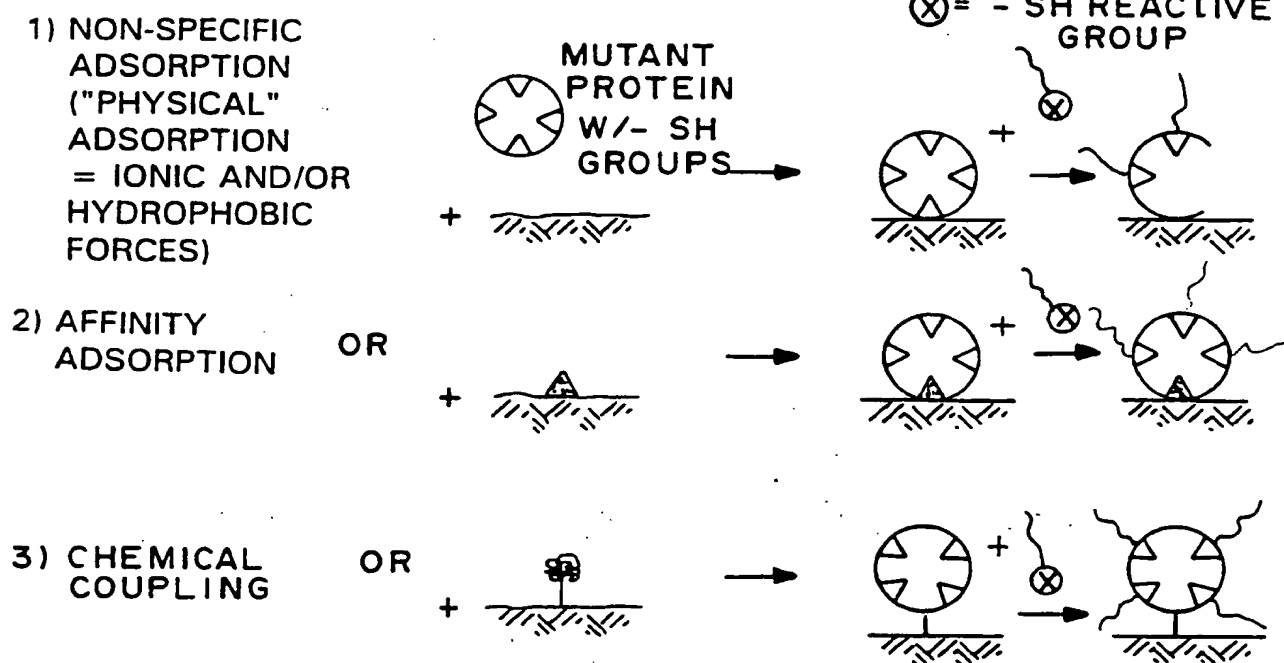 1) NON-SPECIFIC
ADSORPTION
("PHYSICAL"
ADSORPTION
= IONIC AND/OR
HYDROPHOBIC
FORCES)
+
MUTANT
PROTEIN
W/- SH
GROUPS
X = - SH REACTIVE
GROUP
+
X
2) AFFINITY
ADSORPTION
OR
+
+
X
3) CHEMICAL
COUPLING
OR
+
+
X